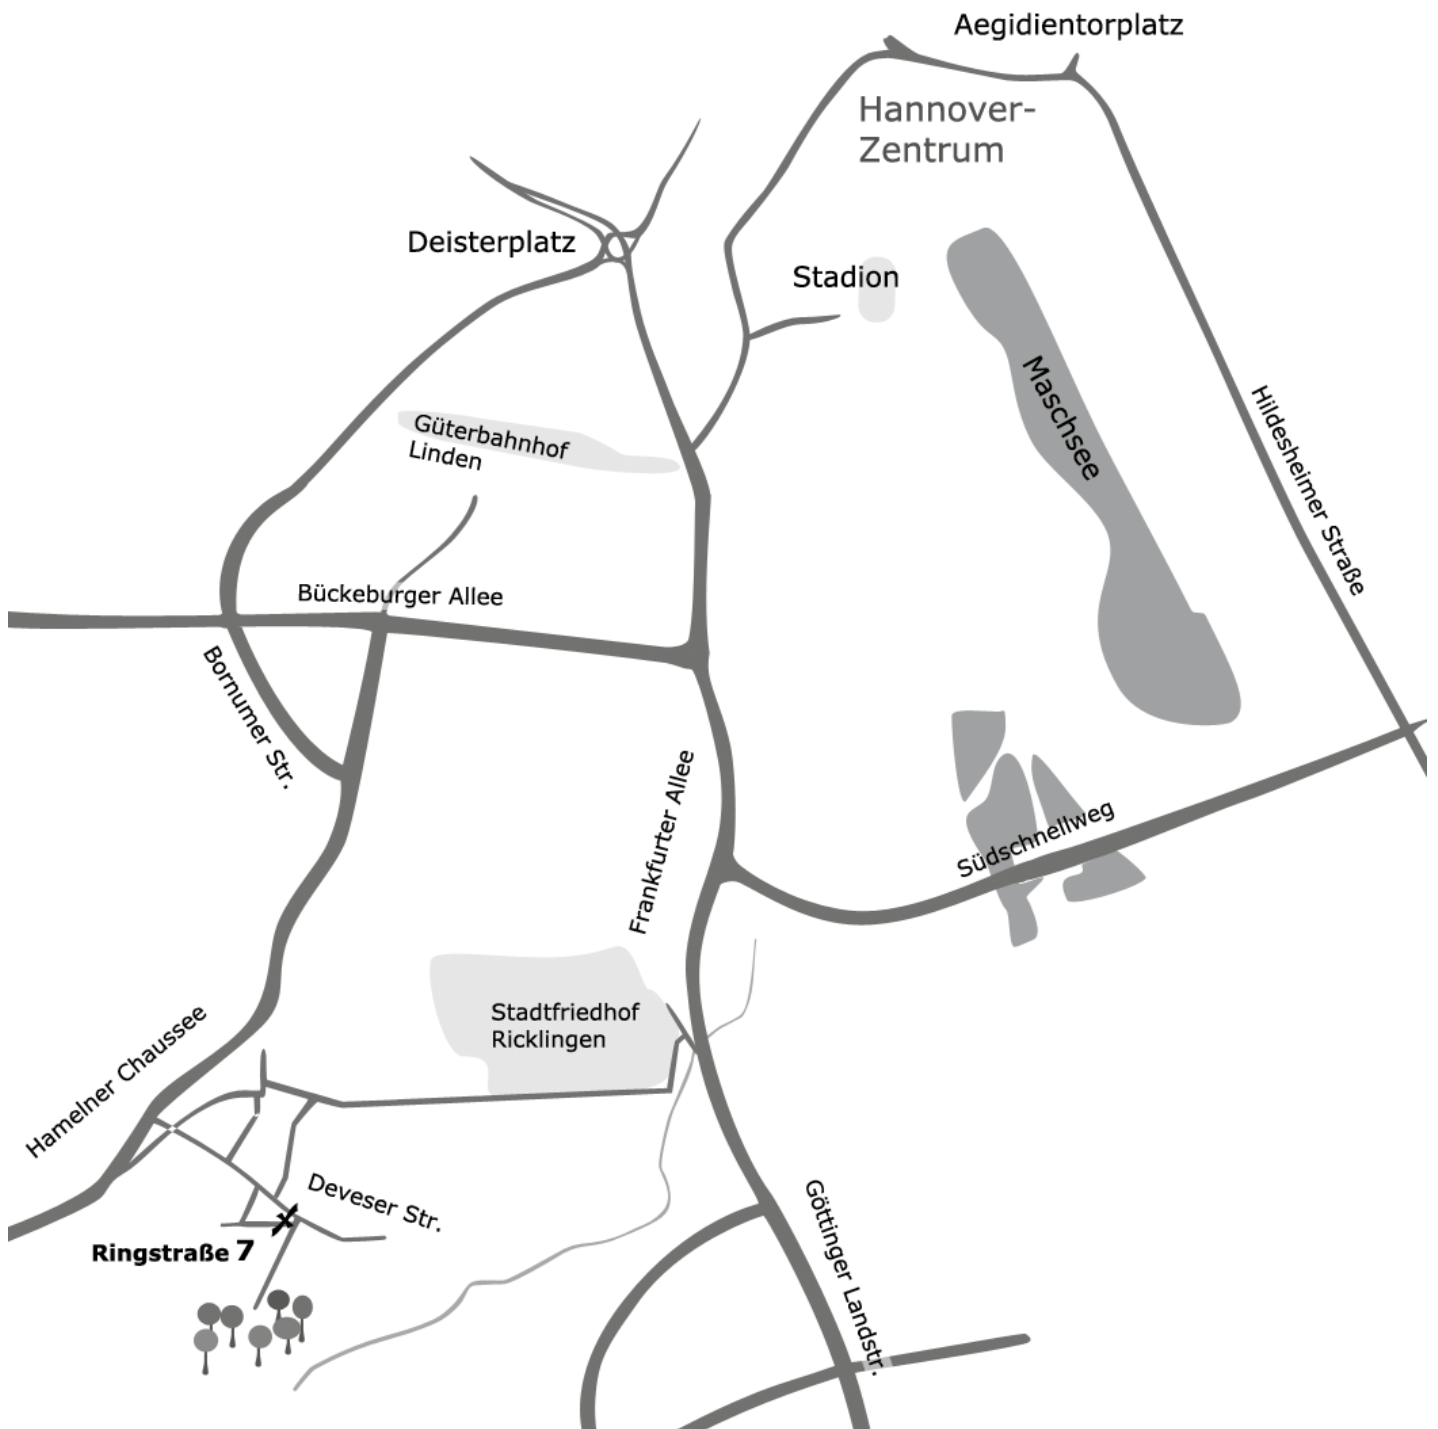 Aegidientorplatz
Hannover-
Zentrum
Deisterplatz
Stadion
Maschsee
Hildesheimer Straße
Güterbahnhof
Linden
Bückeburger Allee
Bornumer Str.
Frankfurter Allee
Südschnellweg
Stadtfriedhof
Ricklingen
Hamelner Chaussee
Deveser Str.
Göttinger Landstr.
Ringstraße 7